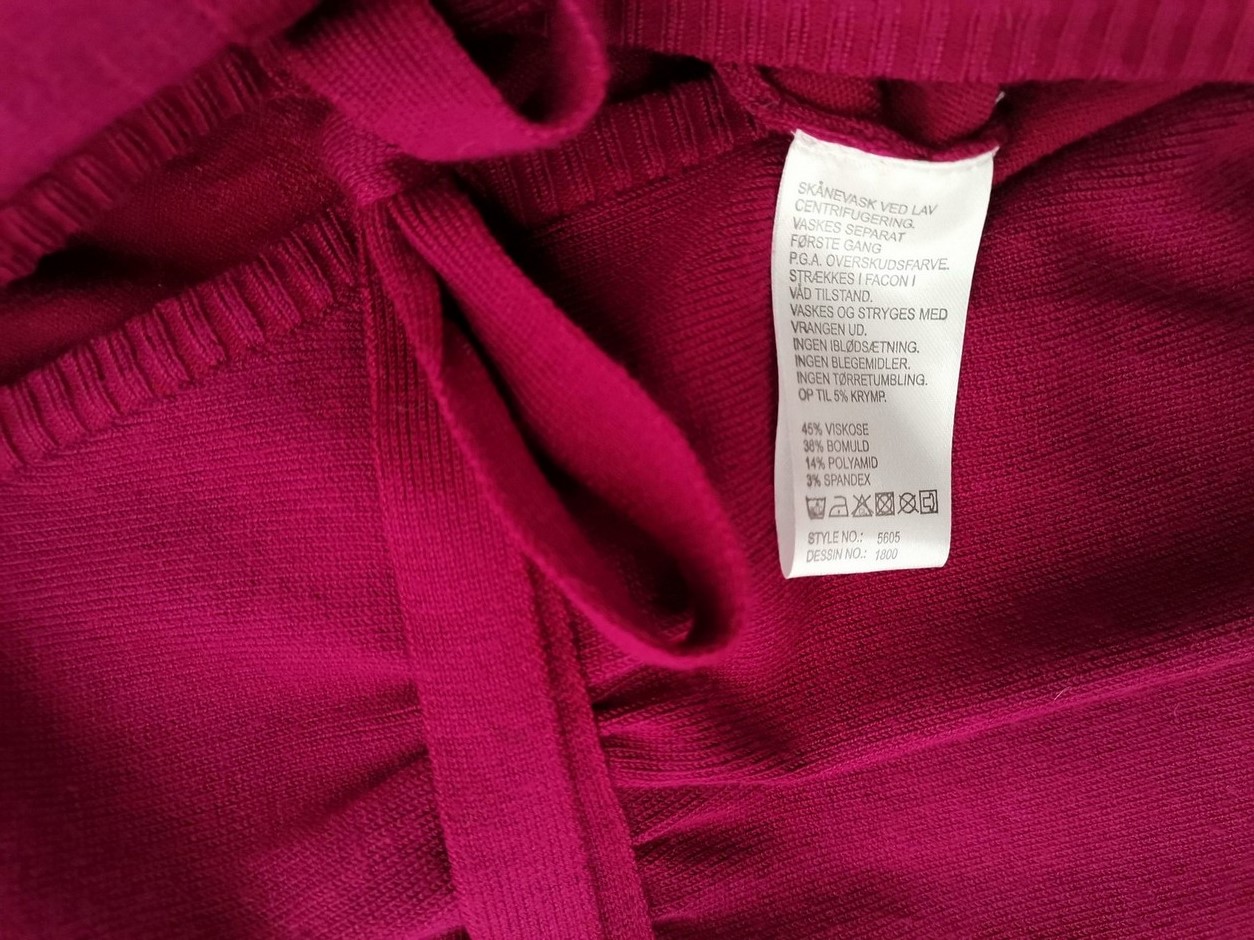 SKÅNEVASK VED LAV
CENTRIFUGERING.
VASKES SEPARAT
FØRSTE GANG
P.G.A. OVERSKUDSFARVE.
STRÆKKES I FACON I
VÅD TILSTAND.
VASKES OG STRYGES MED
VRANGEN UD.
INGEN IBLØDSÆTNING.
INGEN BLEGEMIDLER.
INGEN TØRRETUMBLING.
OP TIL 5% KRYMP.
45% VISKOSE
38% BOMULD
14% POLYAMID
3% SPANDEX
STYLE NO.: 5605
DESSIN NO.: 1800